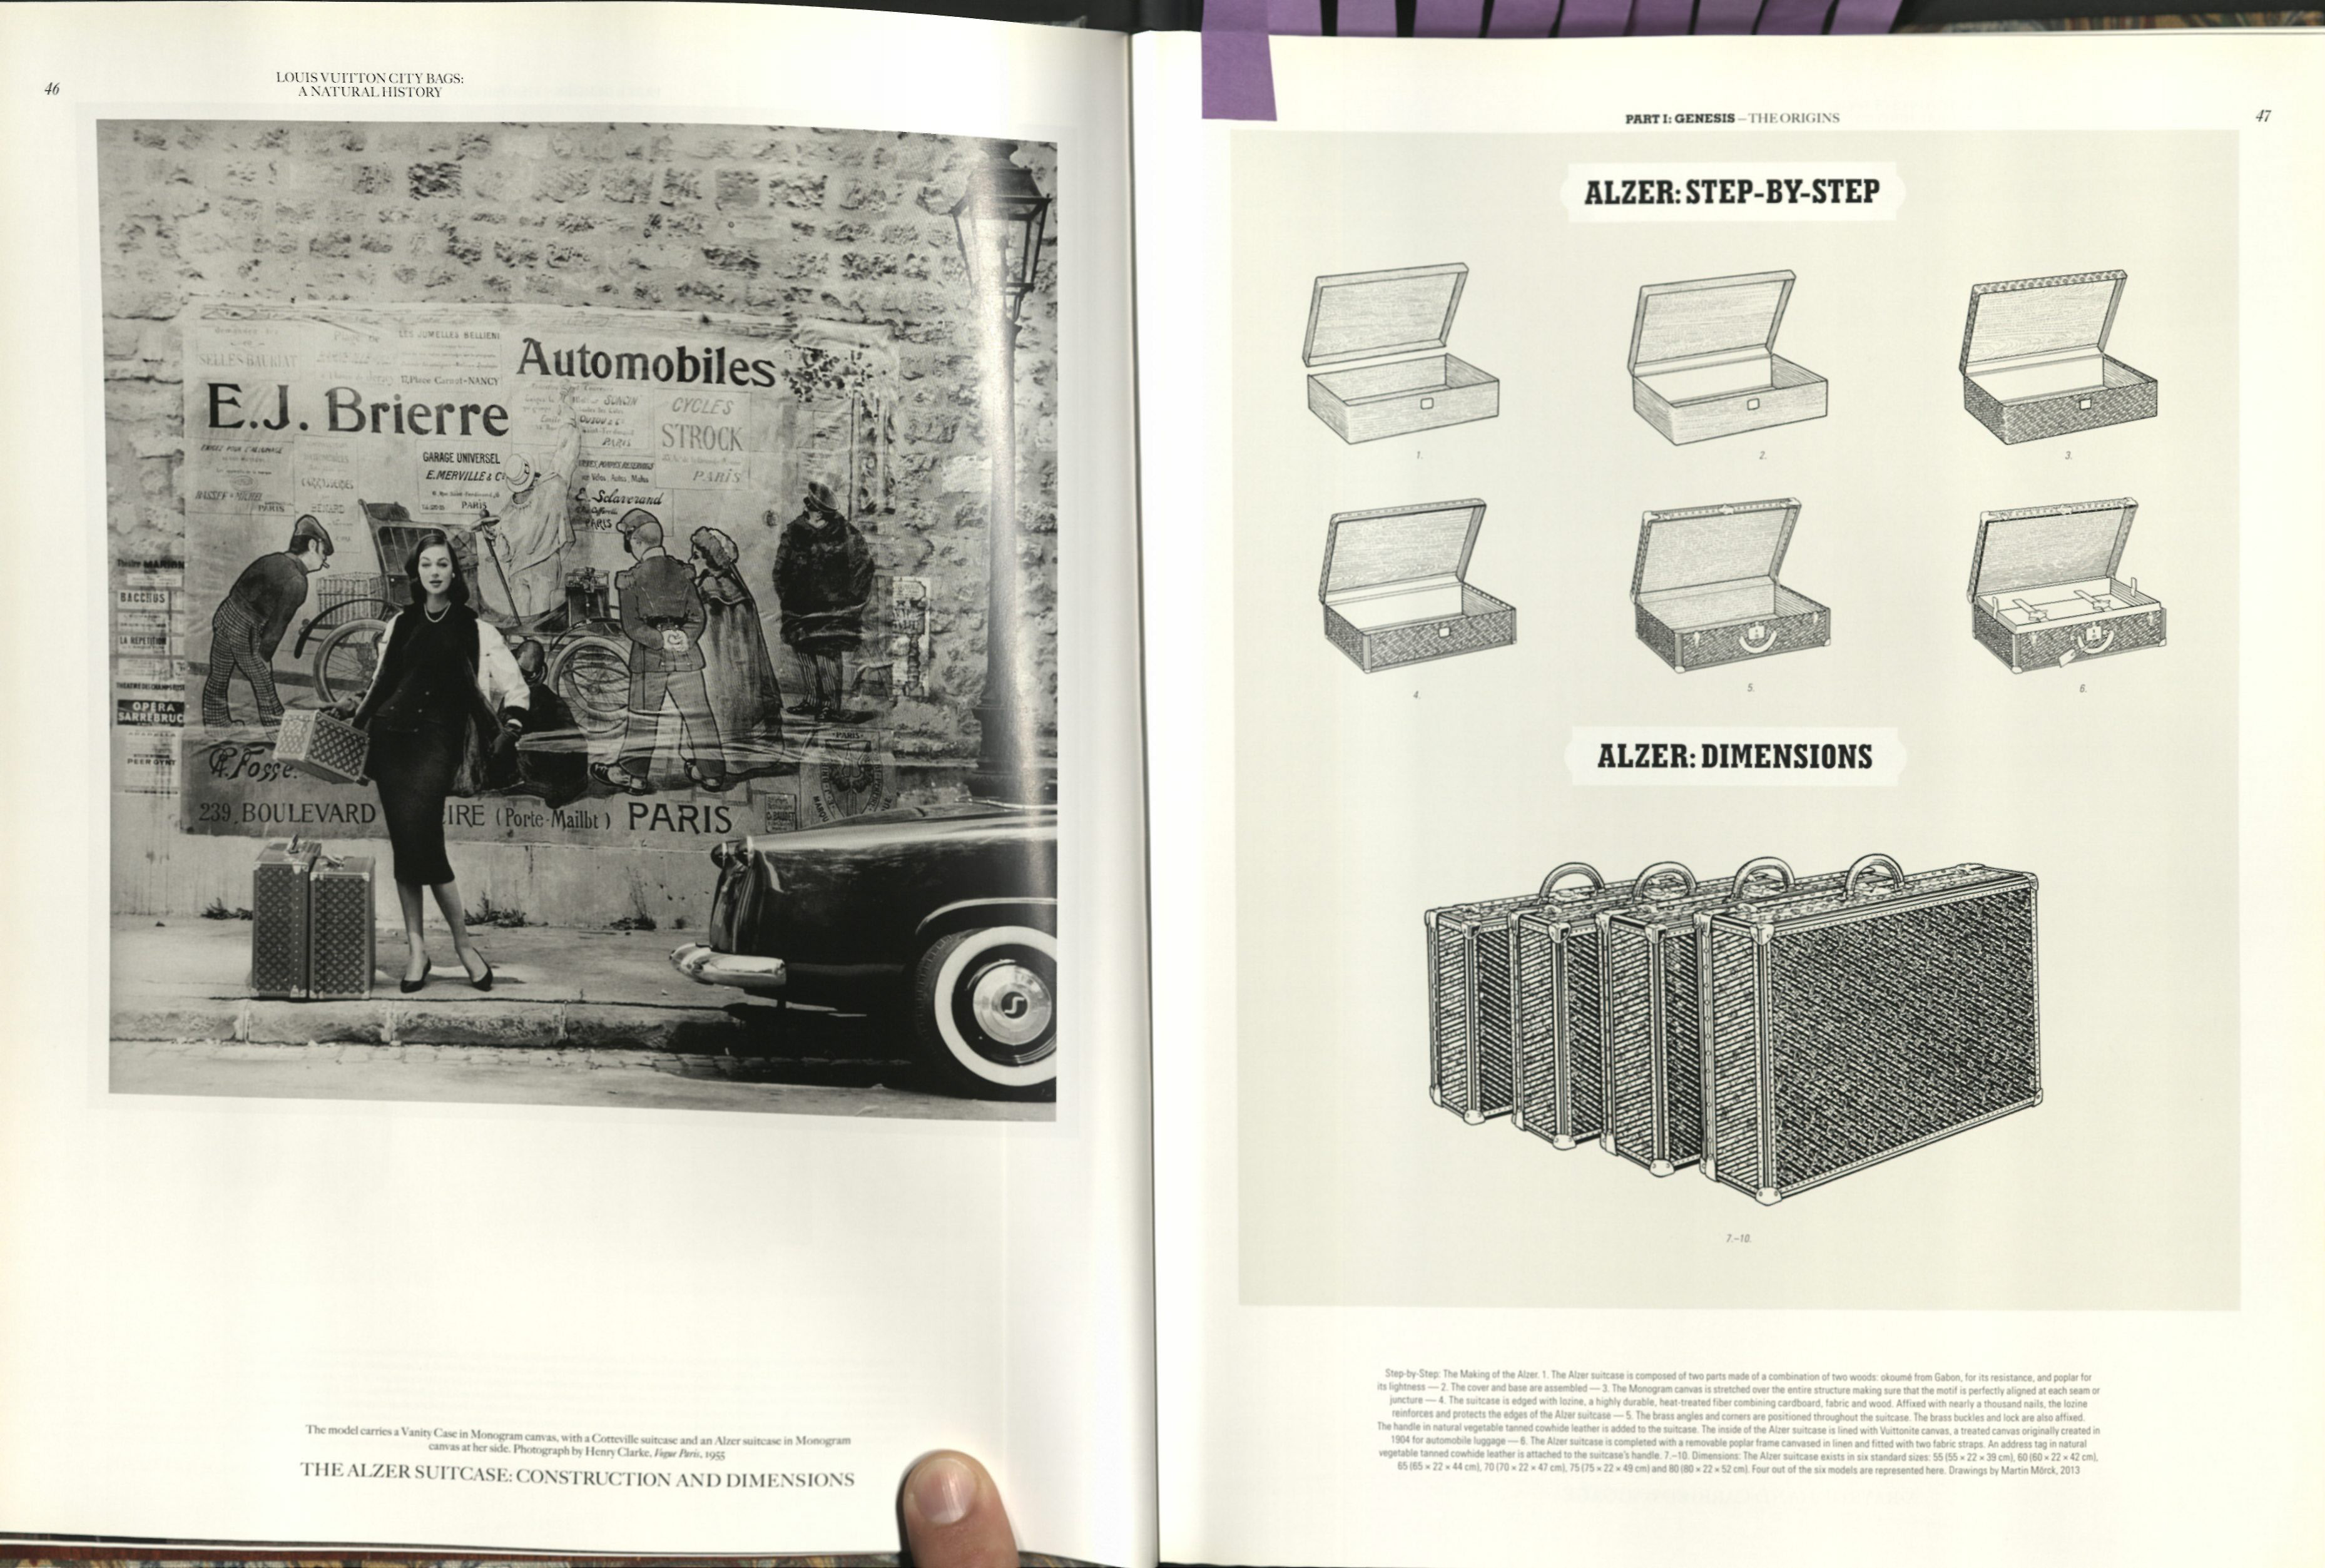 46
LOUIS VUITTON CITY BAGS:
A NATURAL HISTORY
LES JUMELLES BELLIENI
SELLES BAURIAT
17, Place Carnot-NANCY
Automobiles
E.J. Brierre
CYCLES
STROCK
PARIS
PARIS
GARAGE UNIVERSEL
E. MERVILLE & Cie
PARIS
E. Sclaverand
PARIS
PARIS
BACCHUS
LA REPETITION
OPÉRA
SARREBRUC
PEER GYNT
PARIS
239, BOULEVARD
IRE (Porte-Maillot) PARIS
The model carries a Vanity Case in Monogram canvas, with a Cotteville suitcase and an Alzer suitcase in Monogram
canvas at her side. Photograph by Henry Clarke, Vogue Paris, 1955
THE ALZER SUITCASE: CONSTRUCTION AND DIMENSIONS
PART I: GENESIS – THE ORIGINS
47
ALZER: STEP-BY-STEP
1.
2.
3.
4.
5.
6.
ALZER: DIMENSIONS
7.–10.
Step-by-Step: The Making of the Alzer. 1. The Alzer suitcase is composed of two parts made of a combination of two woods: okoumé from Gabon, for its resistance, and poplar for
its lightness — 2. The cover and base are assembled — 3. The Monogram canvas is stretched over the entire structure making sure that the motif is perfectly aligned at each seam or
juncture — 4. The suitcase is edged with lozine, a highly durable, heat-treated fiber combining cardboard, fabric and wood. Affixed with nearly a thousand nails, the lozine
reinforces and protects the edges of the Alzer suitcase — 5. The brass angles and corners are positioned throughout the suitcase. The brass buckles and lock are also affixed.
The handle in natural vegetable tanned cowhide leather is added to the suitcase. The inside of the Alzer suitcase is lined with Vuittonite canvas, a treated canvas originally created in
1904 for automobile luggage — 6. The Alzer suitcase is completed with a removable poplar frame canvased in linen and fitted with two fabric straps. An address tag in natural
vegetable tanned cowhide leather is attached to the suitcase's handle. 7.–10. Dimensions: The Alzer suitcase exists in six standard sizes: 55 (55 × 22 × 39 cm), 60 (60 × 22 × 42 cm),
65 (65 × 22 × 44 cm), 70 (70 × 22 × 47 cm), 75 (75 × 22 × 49 cm) and 80 (80 × 22 × 52 cm). Four out of the six models are represented here. Drawings by Martin Mörck, 2013